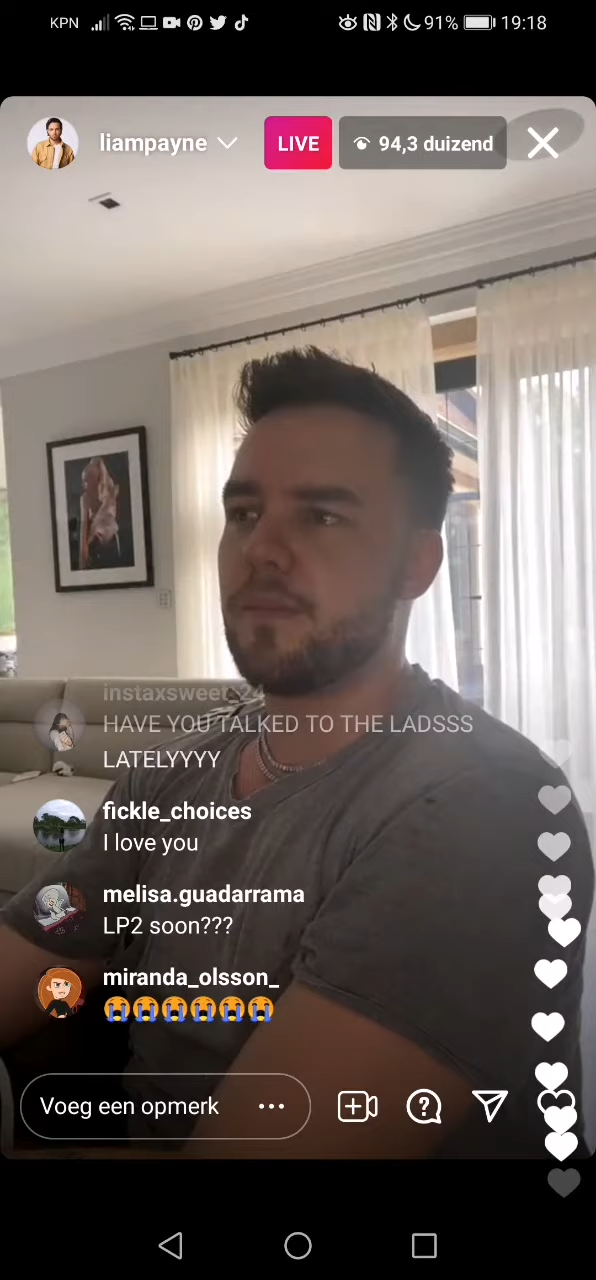 KPN 91% 19:18
liampayne LIVE 94,3 duizend
instaxsweet_24
HAVE YOU TALKED TO THE LADSSS
LATELYYYY
fickle_choices
I love you
melisa.guadarrama
LP2 soon???
miranda_olsson_
😭😭😭😭😭😭
Voeg een opmerk